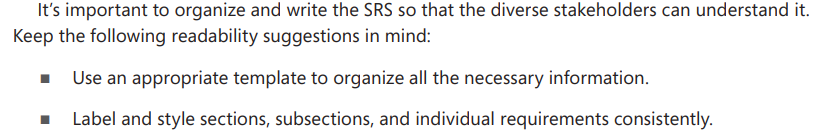 It’s important to organize and write the SRS so that the diverse stakeholders can understand it.
Keep the following readability suggestions in mind:
■ Use an appropriate template to organize all the necessary information.
■ Label and style sections, subsections, and individual requirements consistently.